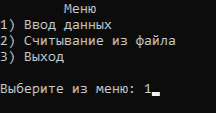 Меню
1) Ввод данных
2) Считывание из файла
3) Выход
Выберите из меню: 1